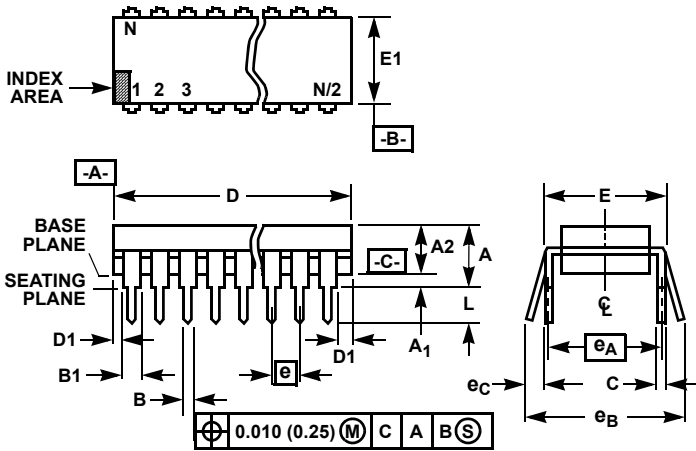 N
E1
INDEX
AREA
1 2 3 N/2
-B-
-A-
D
E
BASE
PLANE
A2
A
-C-
SEATING
PLANE
L
C
L
D1
A1
D1
eA
B1
e
eC
C
B
eB
0.010 (0.25) M C A B S